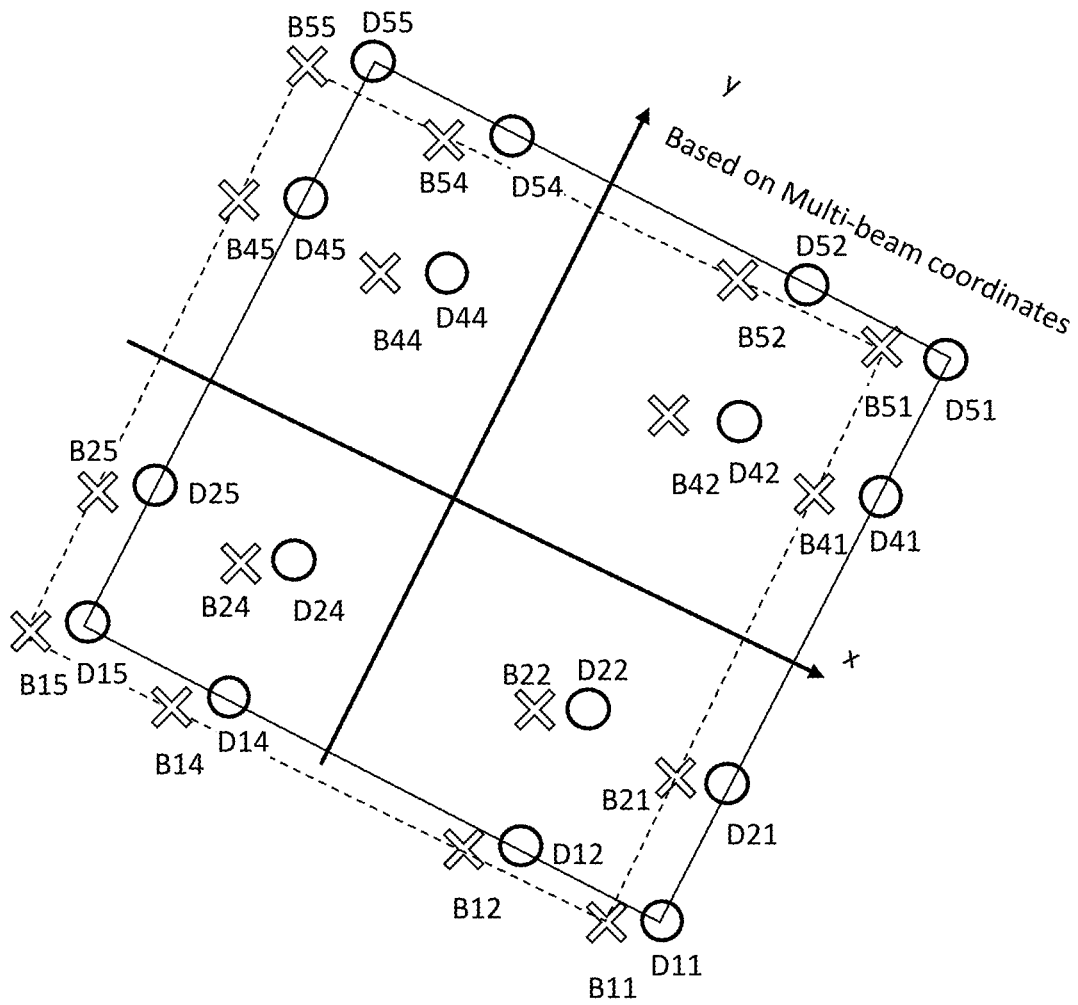 B55
D55
y
Based on Multi-beam coordinates
B54
D54
B45
D45
D52
B44
D44
B52
B51
D51
B25
D25
B42
D42
B41
D41
B24
D24
x
B15
D15
B22
D22
B14
D14
B21
D21
D12
B12
B11
D11